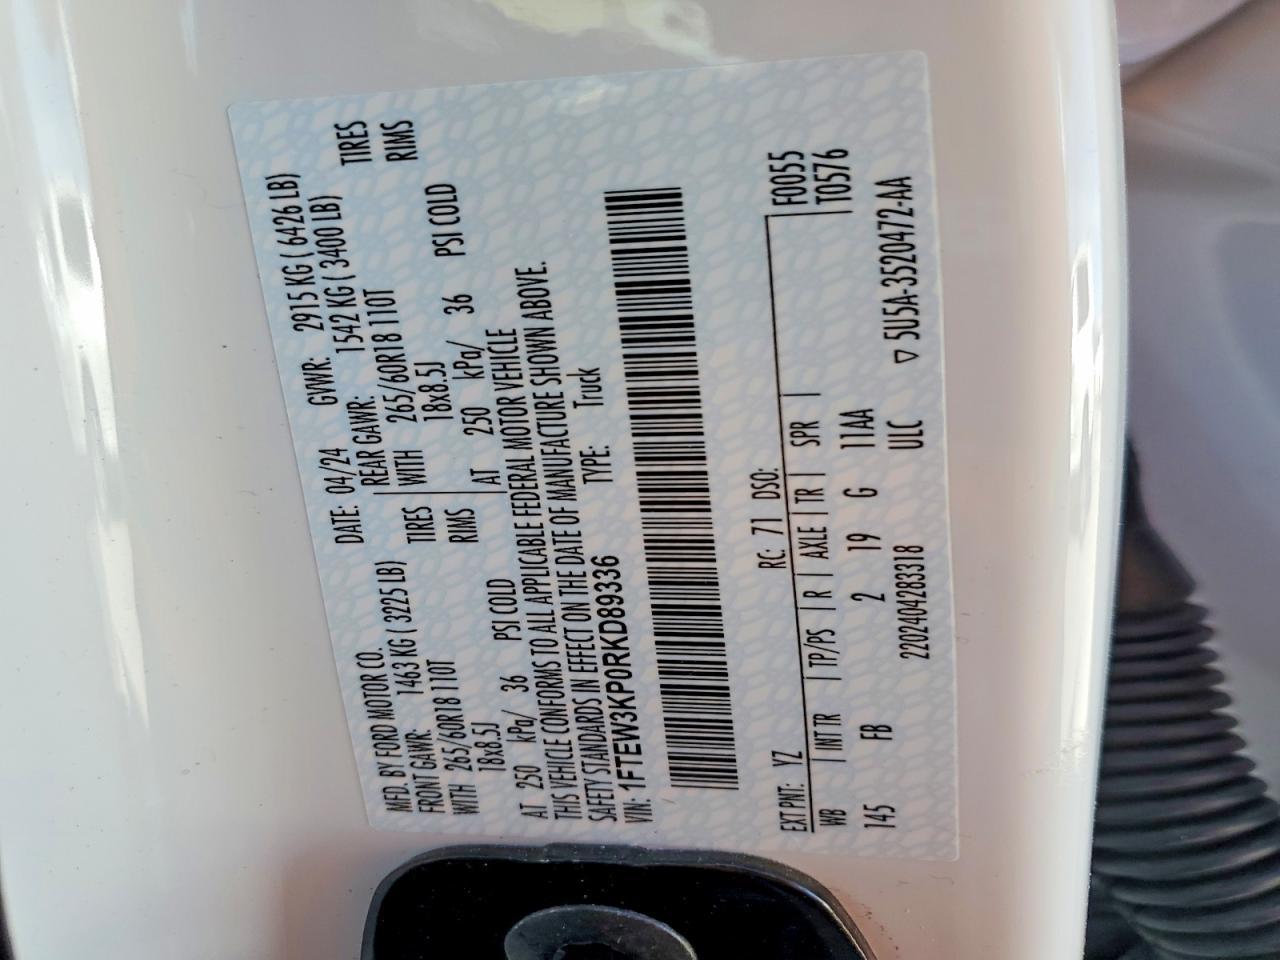 MFD. BY FORD MOTOR CO.
DATE: 04/24 GVWR: 2915 KG ( 6426 LB)
FRONT GAWR: 1463 KG ( 3225 LB) REAR GAWR: 1542 KG ( 3400 LB)
WITH 265/60R18 110T TIRES WITH 265/60R18 110T TIRES
18x8.5J RIMS 18x8.5J RIMS
AT 250 kPa/ 36 PSI COLD AT 250 kPa/ 36 PSI COLD
THIS VEHICLE CONFORMS TO ALL APPLICABLE FEDERAL MOTOR VEHICLE
SAFETY STANDARDS IN EFFECT ON THE DATE OF MANUFACTURE SHOWN ABOVE.
VIN: 1FTEW3KP0RKD89336 TYPE: Truck
F0055
T0576
EXT PNT: YZ RC: 71 DSO:
WB INT TR TP/PS R AXLE TR SPR
145 FB 2 19 G 11AA
2202404283318 ULC ▽ 5U5A-3520472-AA